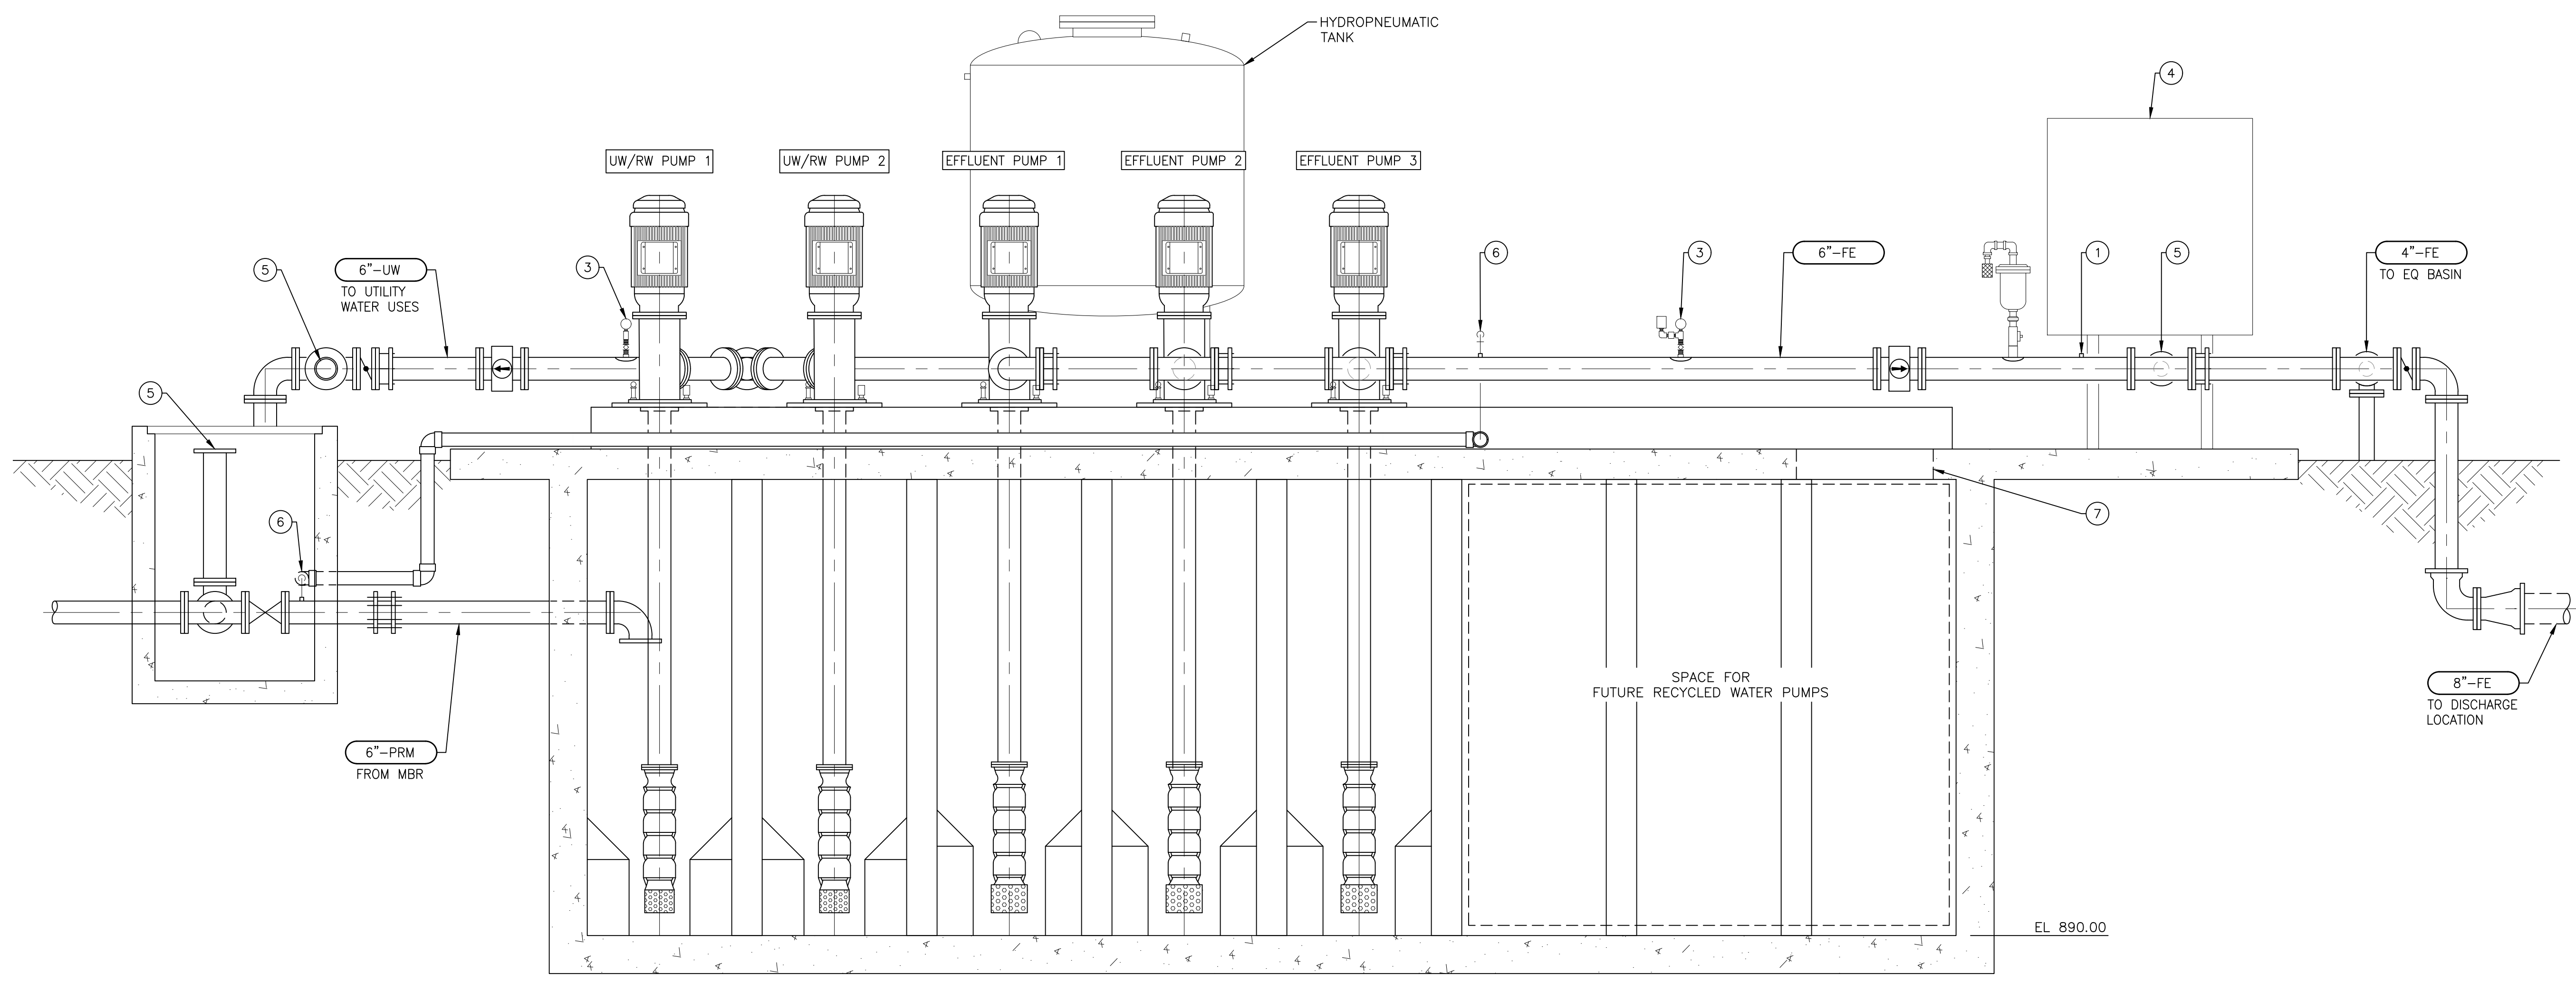 HYDROPNEUMATIC
TANK
4
UW/RW PUMP 1
UW/RW PUMP 2
EFFLUENT PUMP 1
EFFLUENT PUMP 2
EFFLUENT PUMP 3
5
6"-UW
TO UTILITY
WATER USES
3
6
3
6"-FE
1
5
4"-FE
TO EQ BASIN
5
6
7
SPACE FOR
FUTURE RECYCLED WATER PUMPS
6"-PRM
FROM MBR
8"-FE
TO DISCHARGE
LOCATION
EL 890.00